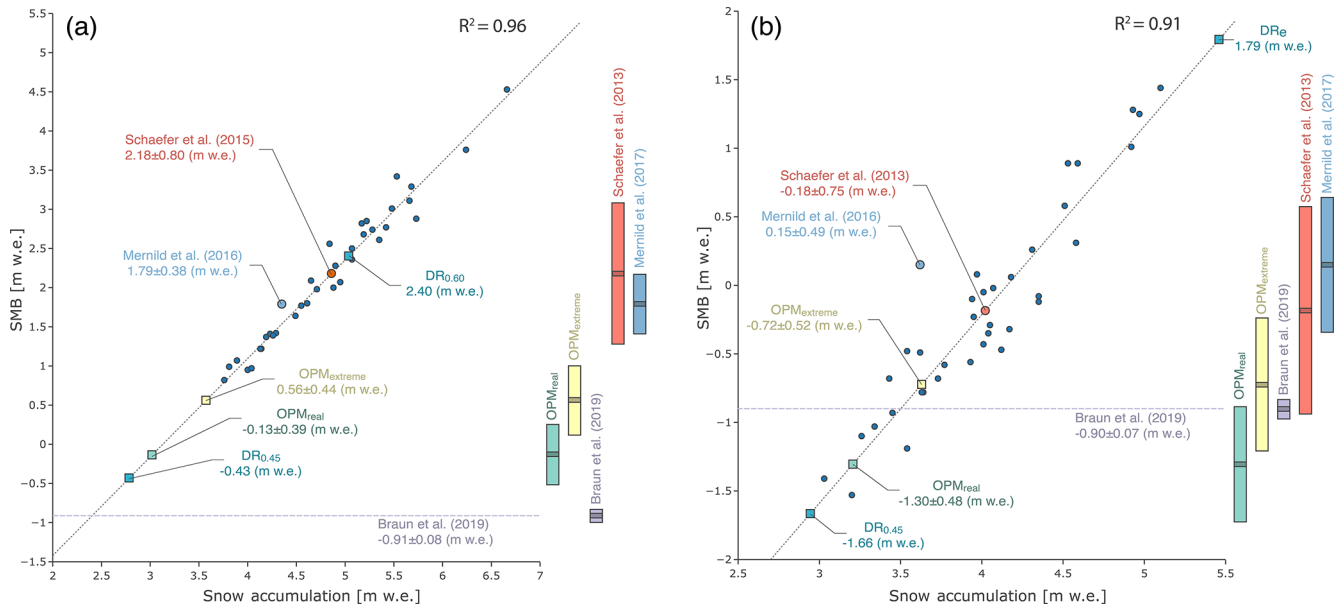 (a)
R² = 0.96
SMB [m w.e.]
5.5
5
4.5
4
3.5
3
2.5
2
1.5
1
0.5
0
−0.5
−1
−1.5
Schaefer et al. (2015)
2.18±0.80 (m w.e.)
Mernild et al. (2016)
1.79±0.38 (m w.e.)
DR0.60
2.40 (m w.e.)
OPMextreme
0.56±0.44 (m w.e.)
OPMreal
-0.13±0.39 (m w.e.)
DR0.45
-0.43 (m w.e.)
Braun et al. (2019)
-0.91±0.08 (m w.e.)
2
2.5
3
3.5
4
4.5
5
5.5
6
6.5
7
Snow accumulation [m w.e.]
OPMreal
OPMextreme
Braun et al. (2019)
Schaefer et al. (2013)
Mernild et al. (2017)
(b)
R² = 0.91
SMB [m w.e.]
2
1.5
1
0.5
0
−0.5
−1
−1.5
−2
DRe
1.79 (m w.e.)
Schaefer et al. (2013)
-0.18±0.75 (m w.e.)
Mernild et al. (2016)
0.15±0.49 (m w.e.)
OPMextreme
-0.72±0.52 (m w.e.)
Braun et al. (2019)
-0.90±0.07 (m w.e.)
OPMreal
-1.30±0.48 (m w.e.)
DR0.45
-1.66 (m w.e.)
2.5
3
3.5
4
4.5
5
5.5
Snow accumulation [m w.e.]
OPMreal
OPMextreme
Braun et al. (2019)
Schaefer et al. (2013)
Mernild et al. (2017)